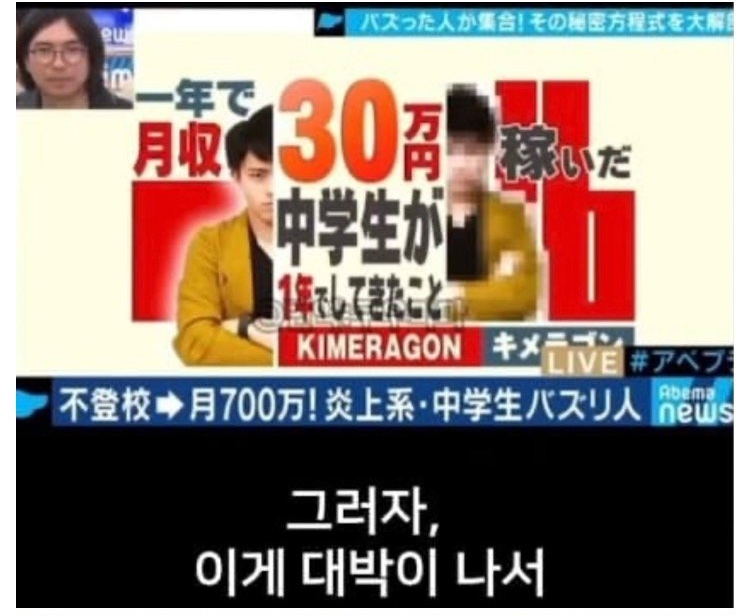 バズった人が集合!その秘密方程式を大解
一年で
月収
30万円
稼いだ
中学生が
1年でしてきたこと
KIMERAGON
キメラゴン
LIVE #アベプ
不登校➡月700万!炎上系・中学生バズり人
Abema
news
그러자,
이게 대박이 나서